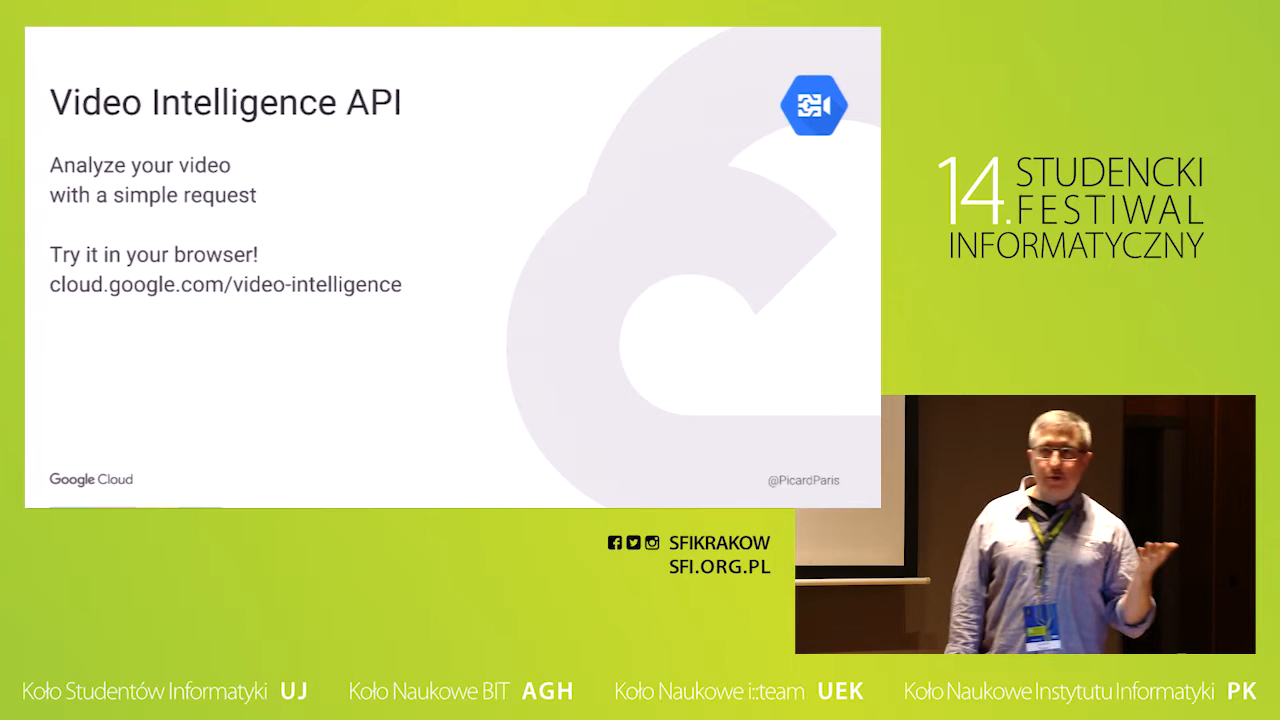 Video Intelligence API
Analyze your video
with a simple request
Try it in your browser!
cloud.google.com/video-intelligence
Google Cloud
@PicardParis
14. STUDENCKI
FESTIWAL
INFORMATYCZNY
SFIKRAKOW
SFI.ORG.PL
Koło Studentów Informatyki UJ
Koło Naukowe BIT AGH
Koło Naukowe i::team UEK
Koło Naukowe Instytutu Informatyki PK